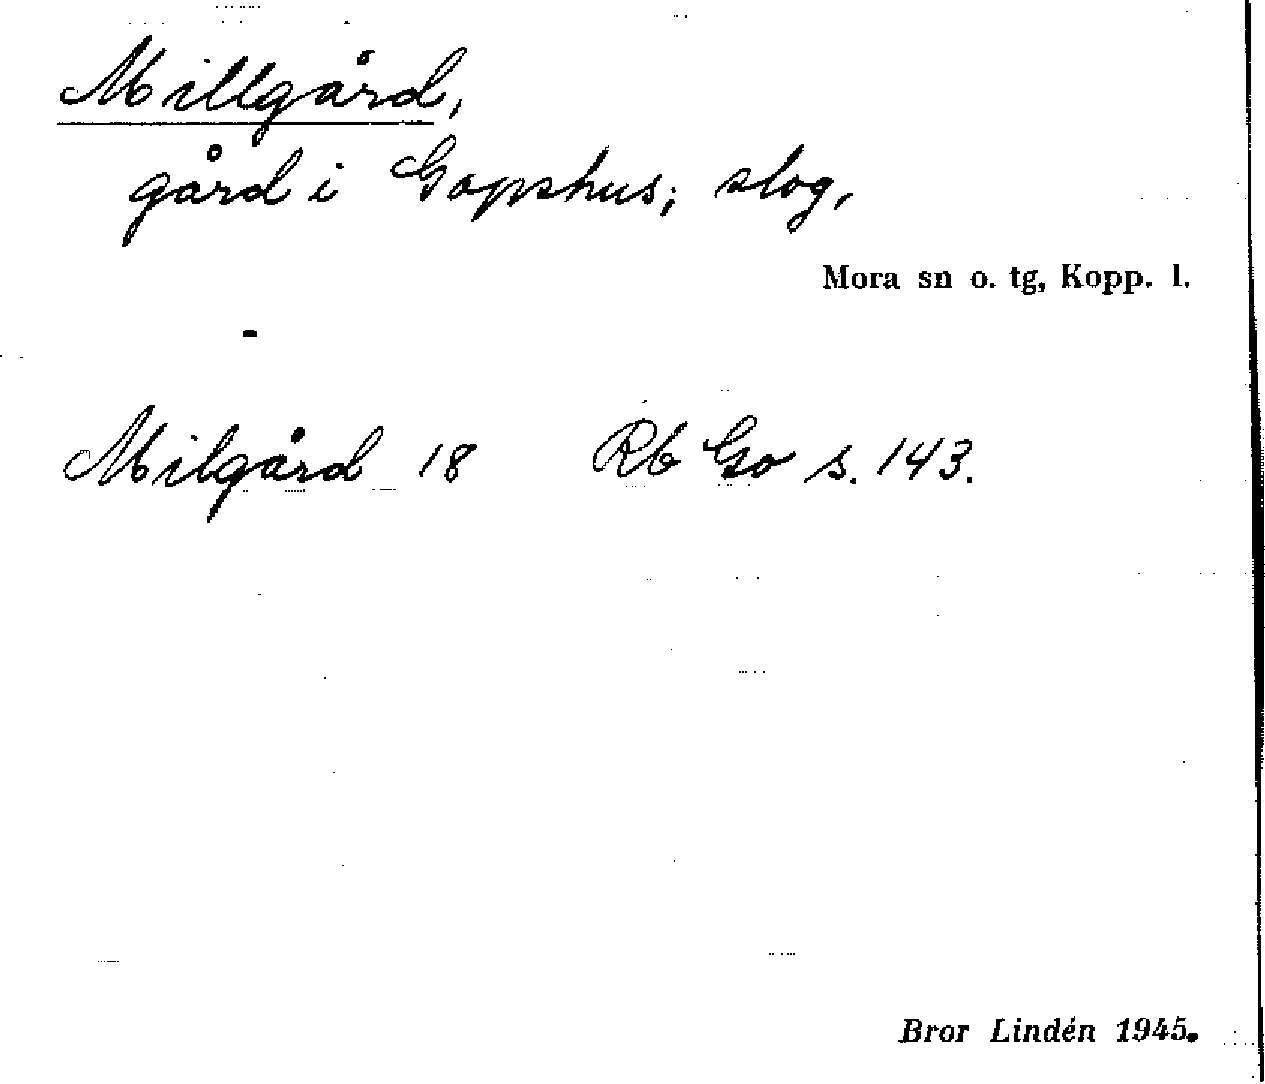 Millgård,
gård i Gopshus; slog,
Mora sn o. tg, Kopp. l.
-
Milgård 18 Rb Go s. 143.
Bror Lindén 1945.